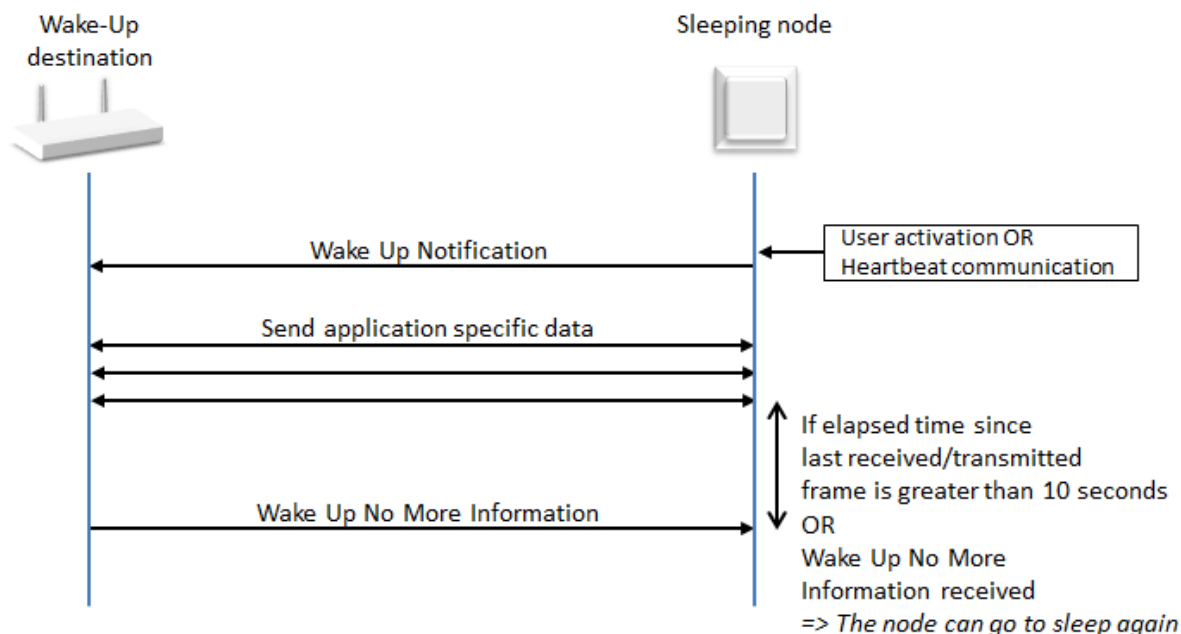 Wake-Up
destination
Sleeping node
User activation OR
Heartbeat communication
Wake Up Notification
Send application specific data
If elapsed time since
last received/transmitted
frame is greater than 10 seconds
Wake Up No More Information
OR
Wake Up No More
Information received
=> The node can go to sleep again